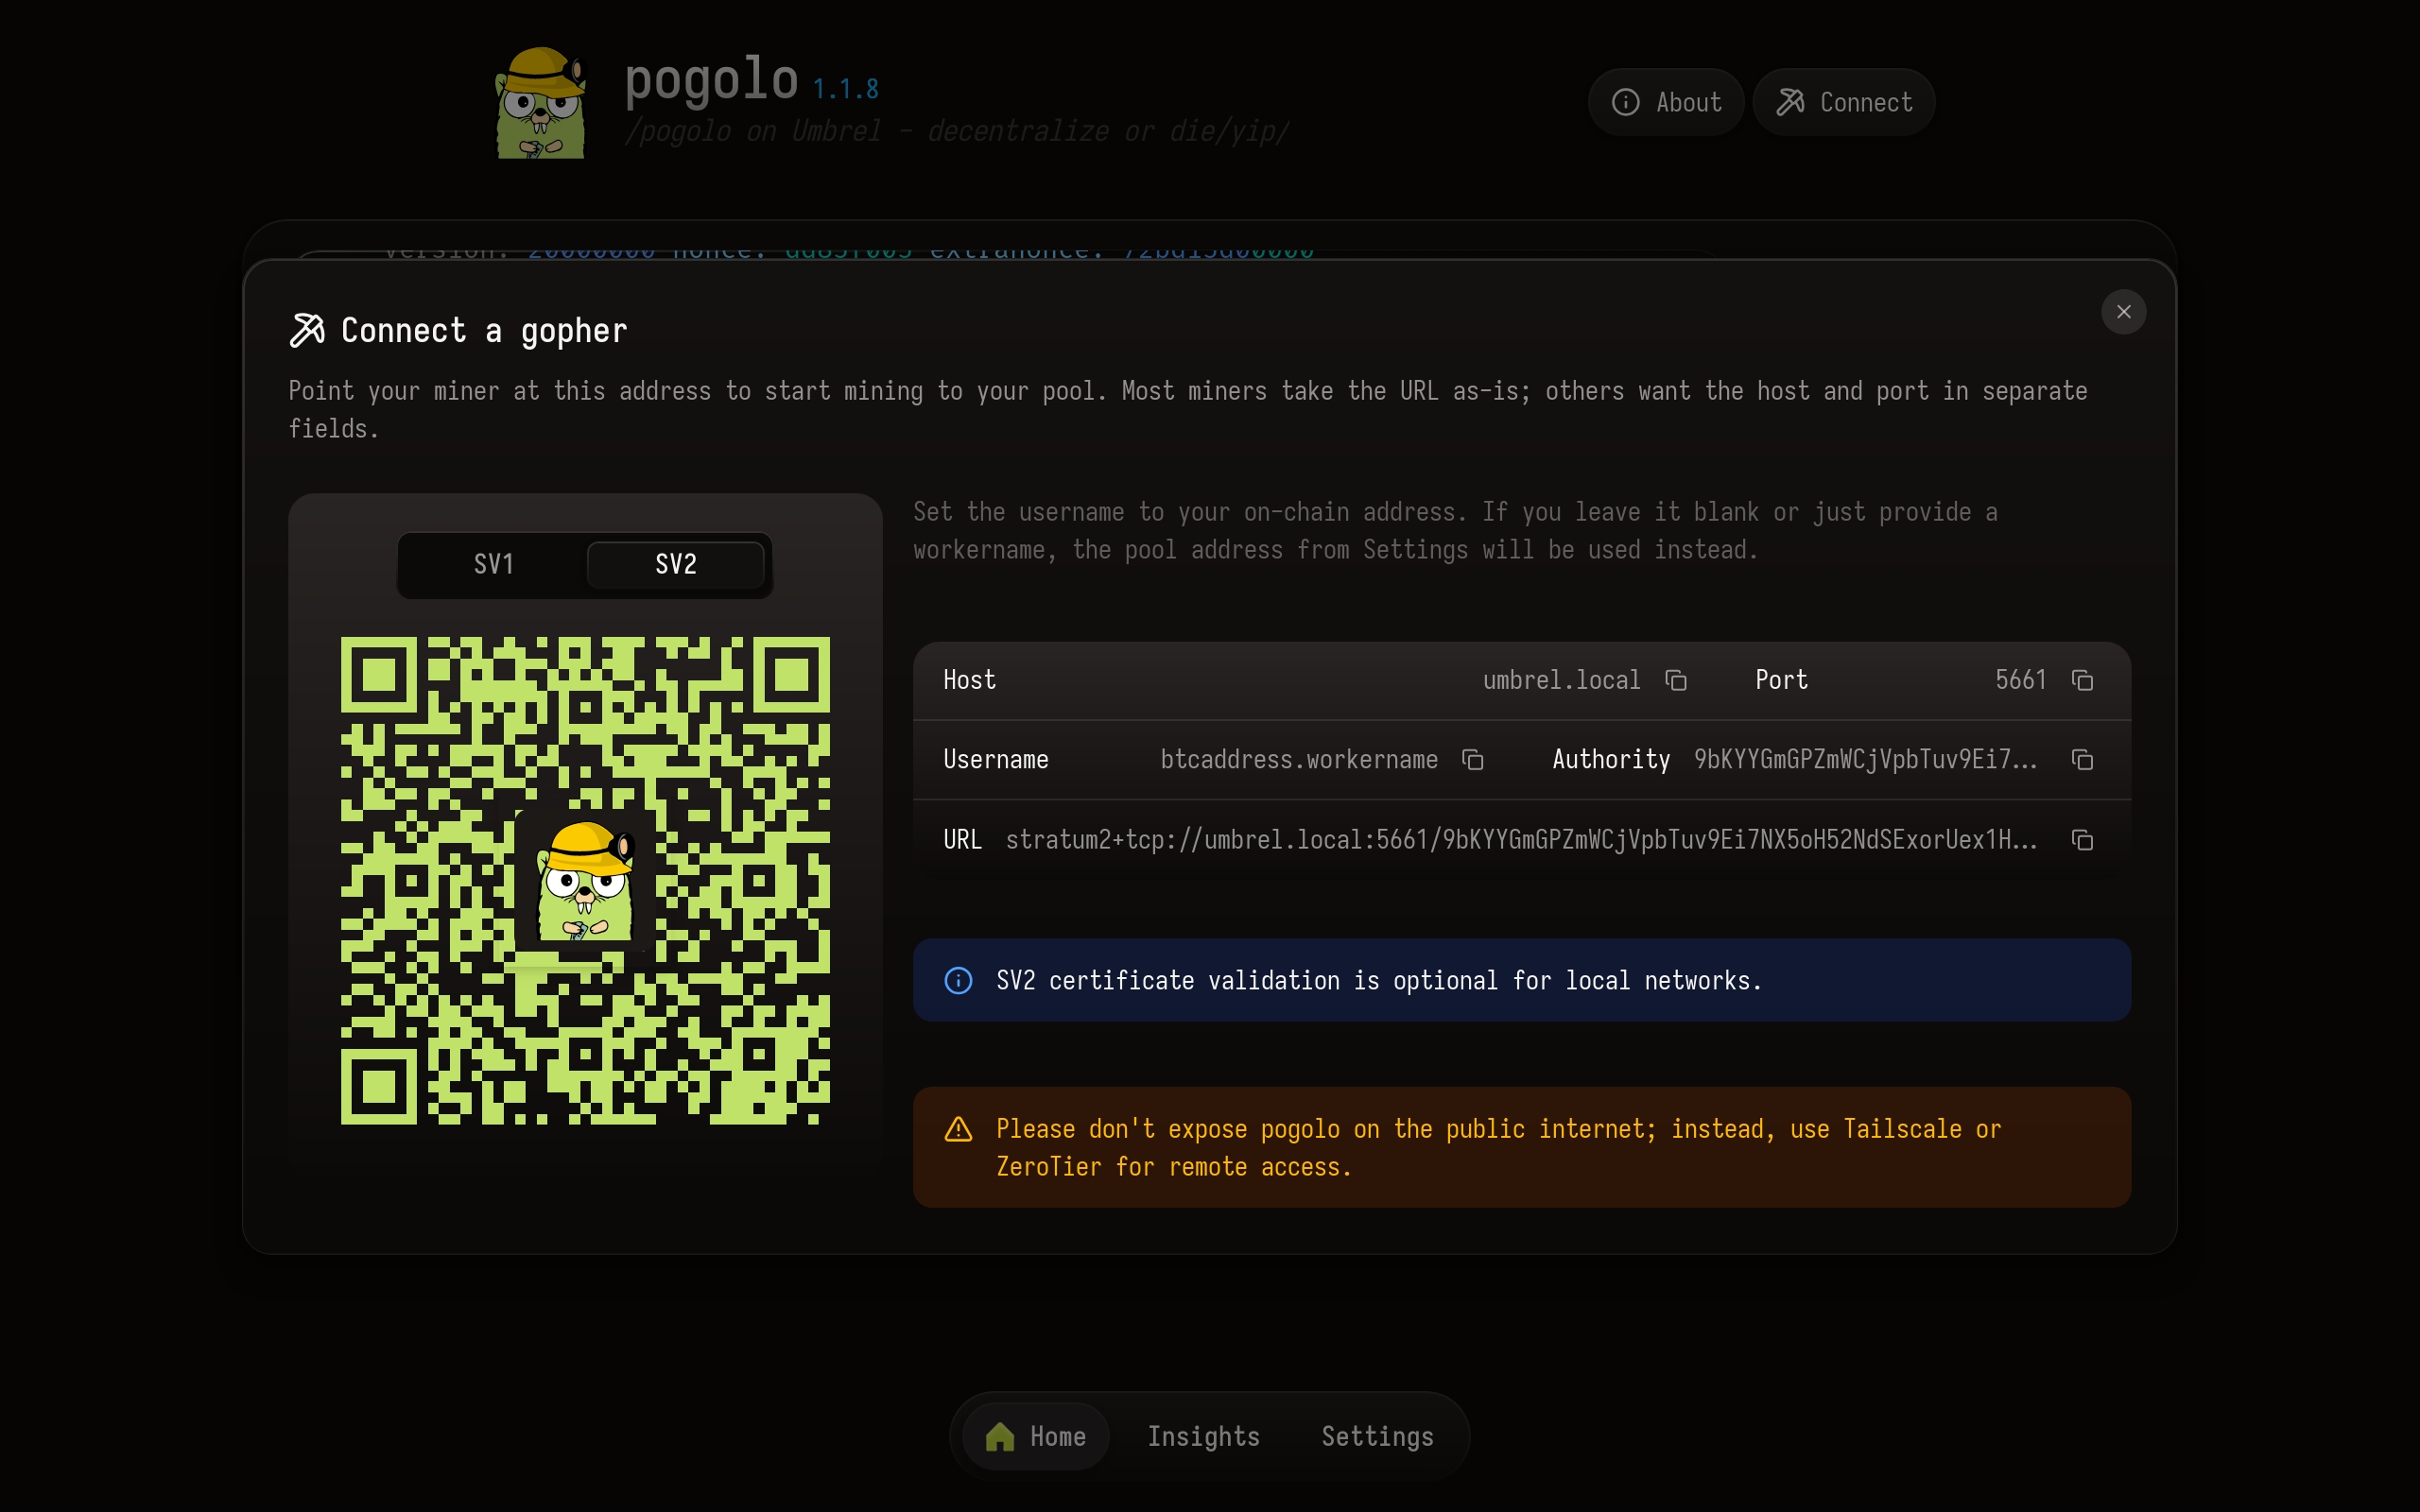 pogolo 1.1.8
/pogolo on Umbrel - decentralize or die/yip/
About
Connect
version: 20000000 nonce: dd85f005 extranonce: 72bd15d00000
Connect a gopher
Point your miner at this address to start mining to your pool. Most miners take the URL as-is; others want the host and port in separate
fields.
SV1
SV2
Set the username to your on-chain address. If you leave it blank or just provide a
workername, the pool address from Settings will be used instead.
Host umbrel.local Port 5661
Username btcaddress.workername Authority 9bKYYGmGPZmWCjVpbTuv9Ei7...
URL stratum2+tcp://umbrel.local:5661/9bKYYGmGPZmWCjVpbTuv9Ei7NX5oH52NdSExorUex1H...
SV2 certificate validation is optional for local networks.
Please don't expose pogolo on the public internet; instead, use Tailscale or
ZeroTier for remote access.
Home
Insights
Settings